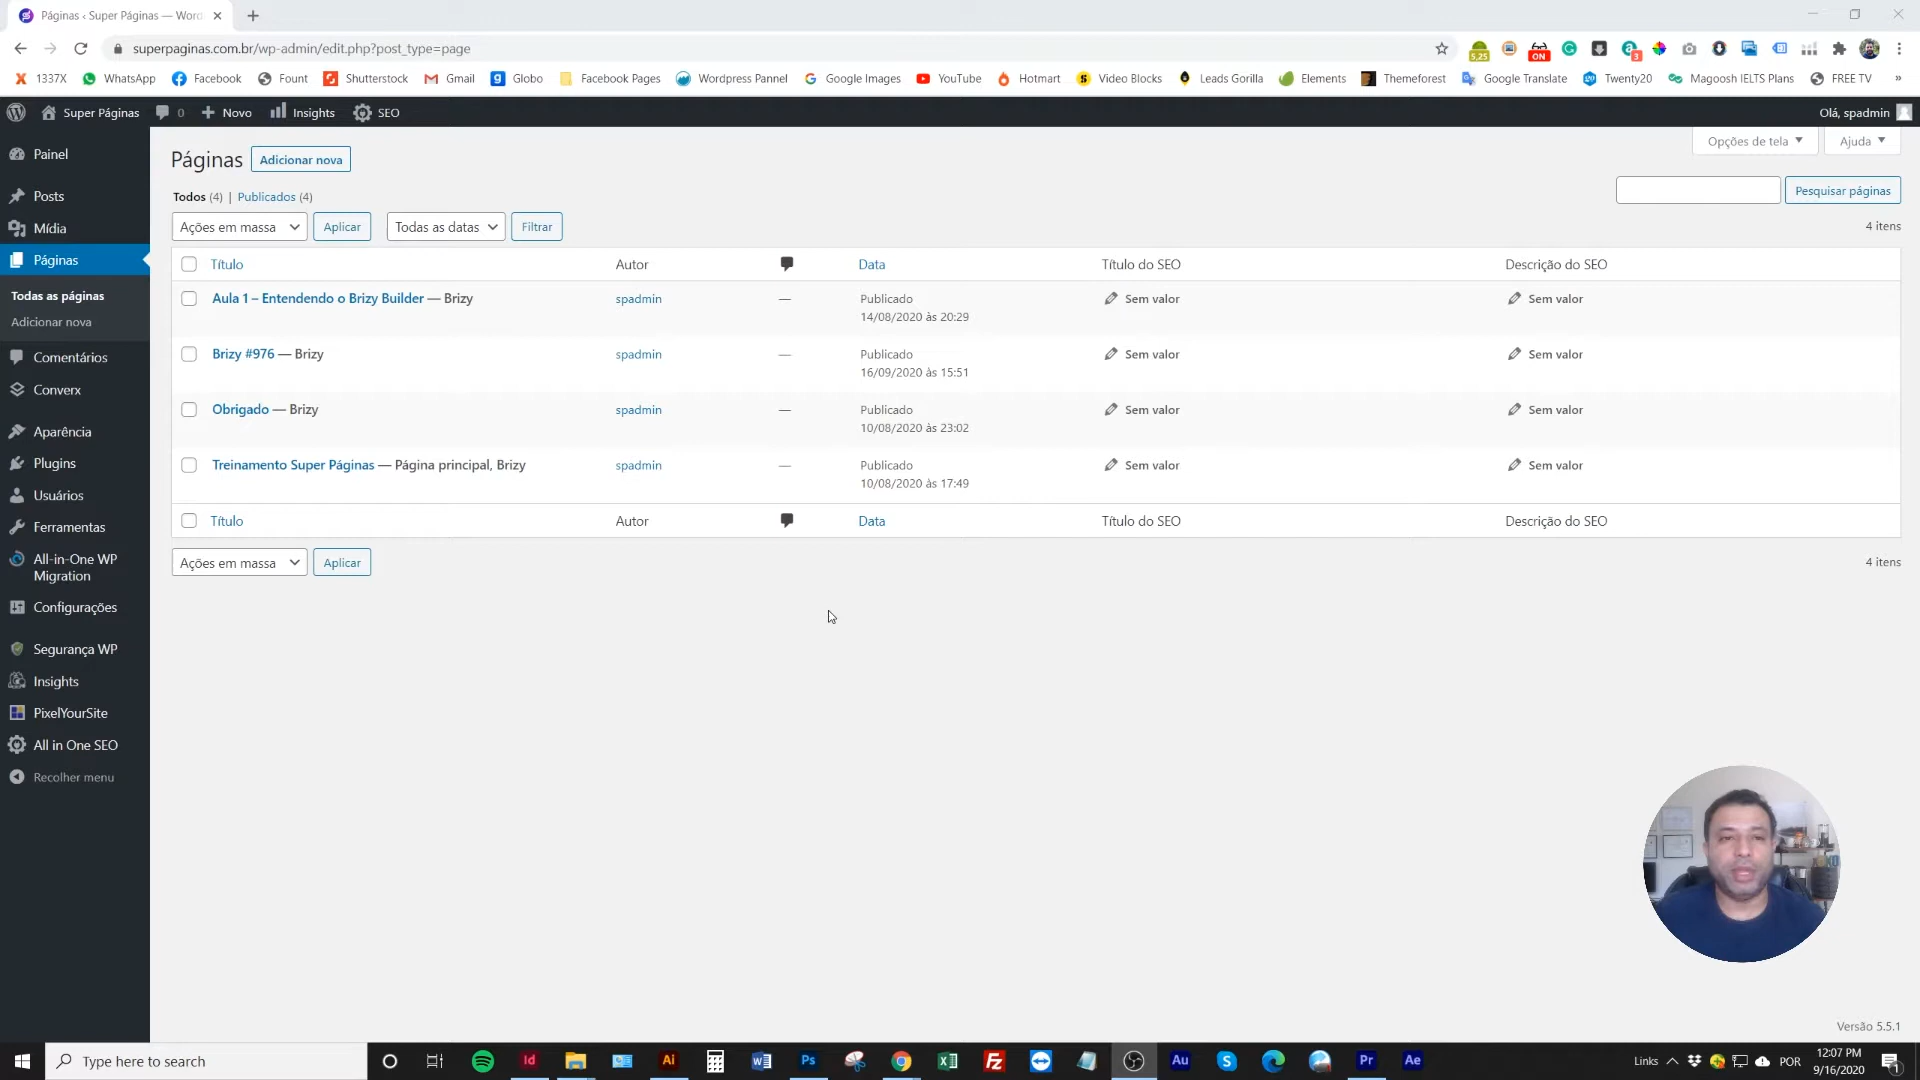 Páginas ‹ Super Páginas — Word
superpaginas.com.br/wp-admin/edit.php?post_type=page
5,25
ON
3
1337X
WhatsApp
Facebook
Fount
Shutterstock
Gmail
Globo
Facebook Pages
Wordpress Pannel
Google Images
YouTube
Hotmart
Video Blocks
Leads Gorilla
Elements
Themeforest
Google Translate
Twenty20
Magoosh IELTS Plans
FREE TV
»
Super Páginas
0
Novo
Insights
SEO
Olá, spadmin
Painel
Posts
Mídia
Páginas
Todas as páginas
Adicionar nova
Comentários
Converx
Aparência
Plugins
Usuários
Ferramentas
All-in-One WP
Migration
Configurações
Segurança WP
Insights
PixelYourSite
All in One SEO
Recolher menu
Opções de tela
Ajuda
Páginas
Adicionar nova
Todos (4) | Publicados (4)
Pesquisar páginas
Ações em massa
Aplicar
Todas as datas
Filtrar
4 itens
Título Autor Data Título do SEO Descrição do SEO
Aula 1 – Entendendo o Brizy Builder — Brizy spadmin — Publicado Sem valor Sem valor
14/08/2020 às 20:29
Brizy #976 — Brizy spadmin — Publicado Sem valor Sem valor
16/09/2020 às 15:51
Obrigado — Brizy spadmin — Publicado Sem valor Sem valor
10/08/2020 às 23:02
Treinamento Super Páginas — Página principal, Brizy spadmin — Publicado Sem valor Sem valor
10/08/2020 às 17:49
Título Autor Data Título do SEO Descrição do SEO
Ações em massa
Aplicar
4 itens
Versão 5.5.1
Type here to search
Id
Ai
Ps
Au
Pr
Ae
Links
POR
12:07 PM
9/16/2020
1